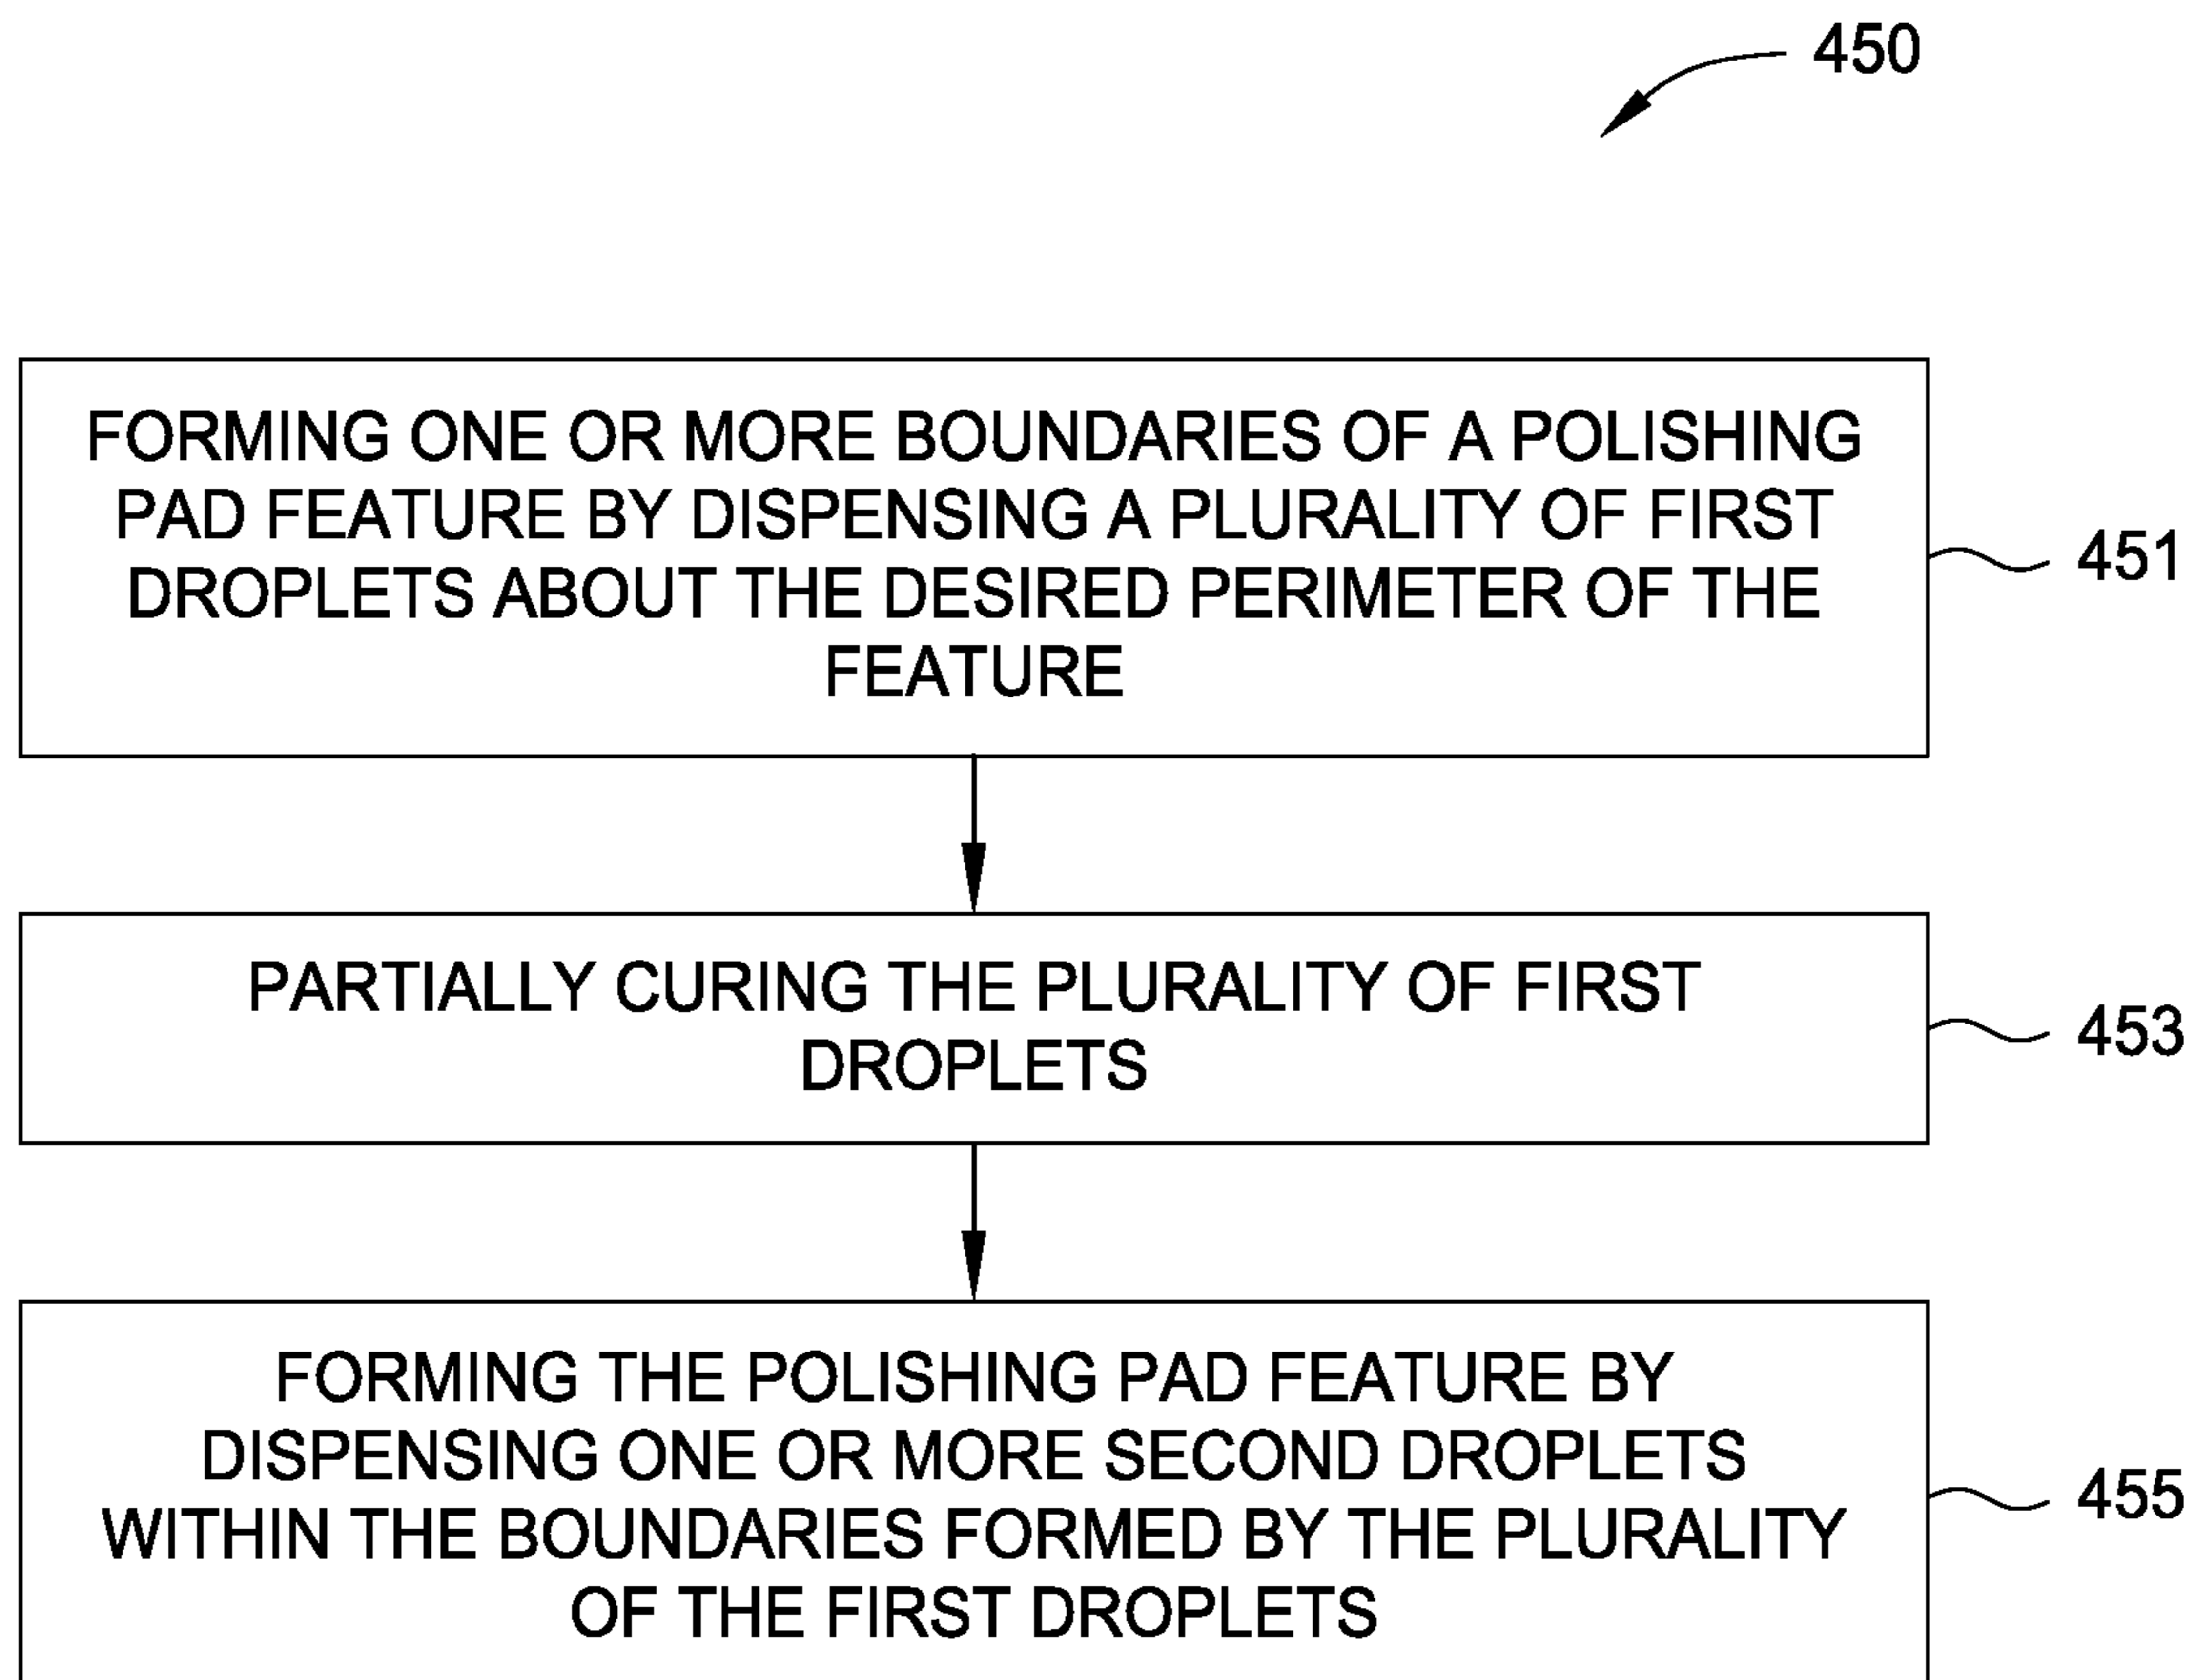 450
FORMING ONE OR MORE BOUNDARIES OF A POLISHING
PAD FEATURE BY DISPENSING A PLURALITY OF FIRST
DROPLETS ABOUT THE DESIRED PERIMETER OF THE
FEATURE
451
PARTIALLY CURING THE PLURALITY OF FIRST
DROPLETS
453
FORMING THE POLISHING PAD FEATURE BY
DISPENSING ONE OR MORE SECOND DROPLETS
WITHIN THE BOUNDARIES FORMED BY THE PLURALITY
OF THE FIRST DROPLETS
455